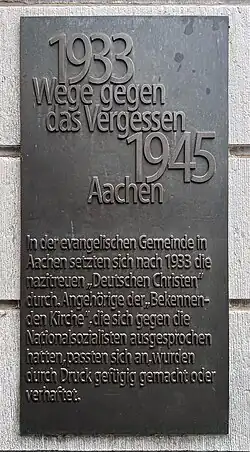 1933
Wege gegen
das Vergessen
1945
Aachen
In der evangelischen Gemeinde in
Aachen setzten sich nach 1933 die
nazitreuen „Deutschen Christen“
durch. Angehörige der „Bekennen-
den Kirche“, die sich gegen die
Nationalsozialisten ausgesprochen
hatten, passten sich an, wurden
durch Druck gefügig gemacht oder
verhaftet.